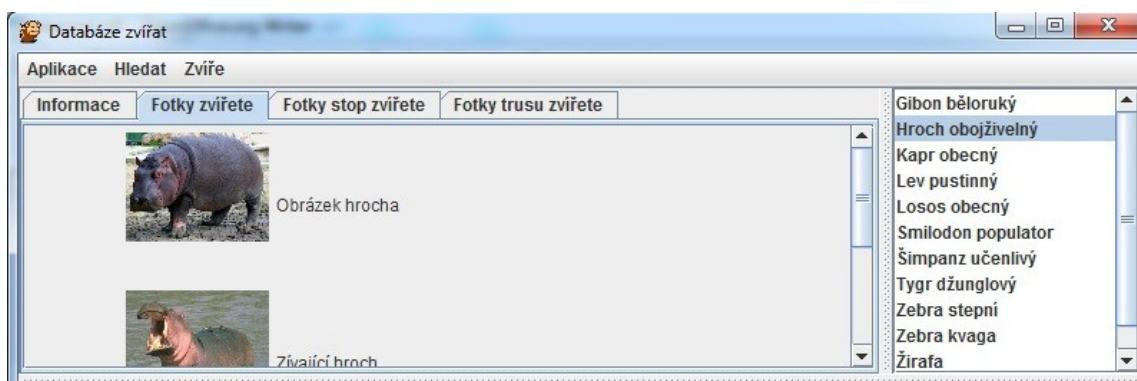 Databáze zvířat
Aplikace Hledat Zvíře
Informace Fotky zvířete Fotky stop zvířete Fotky trusu zvířete
Obrázek hrocha
Zívající hroch
Gibon běloruký
Hroch obojživelný
Kapr obecný
Lev pustinný
Losos obecný
Smilodon populator
Šimpanz učenlivý
Tygr džunglový
Zebra stepní
Zebra kvaga
Žirafa